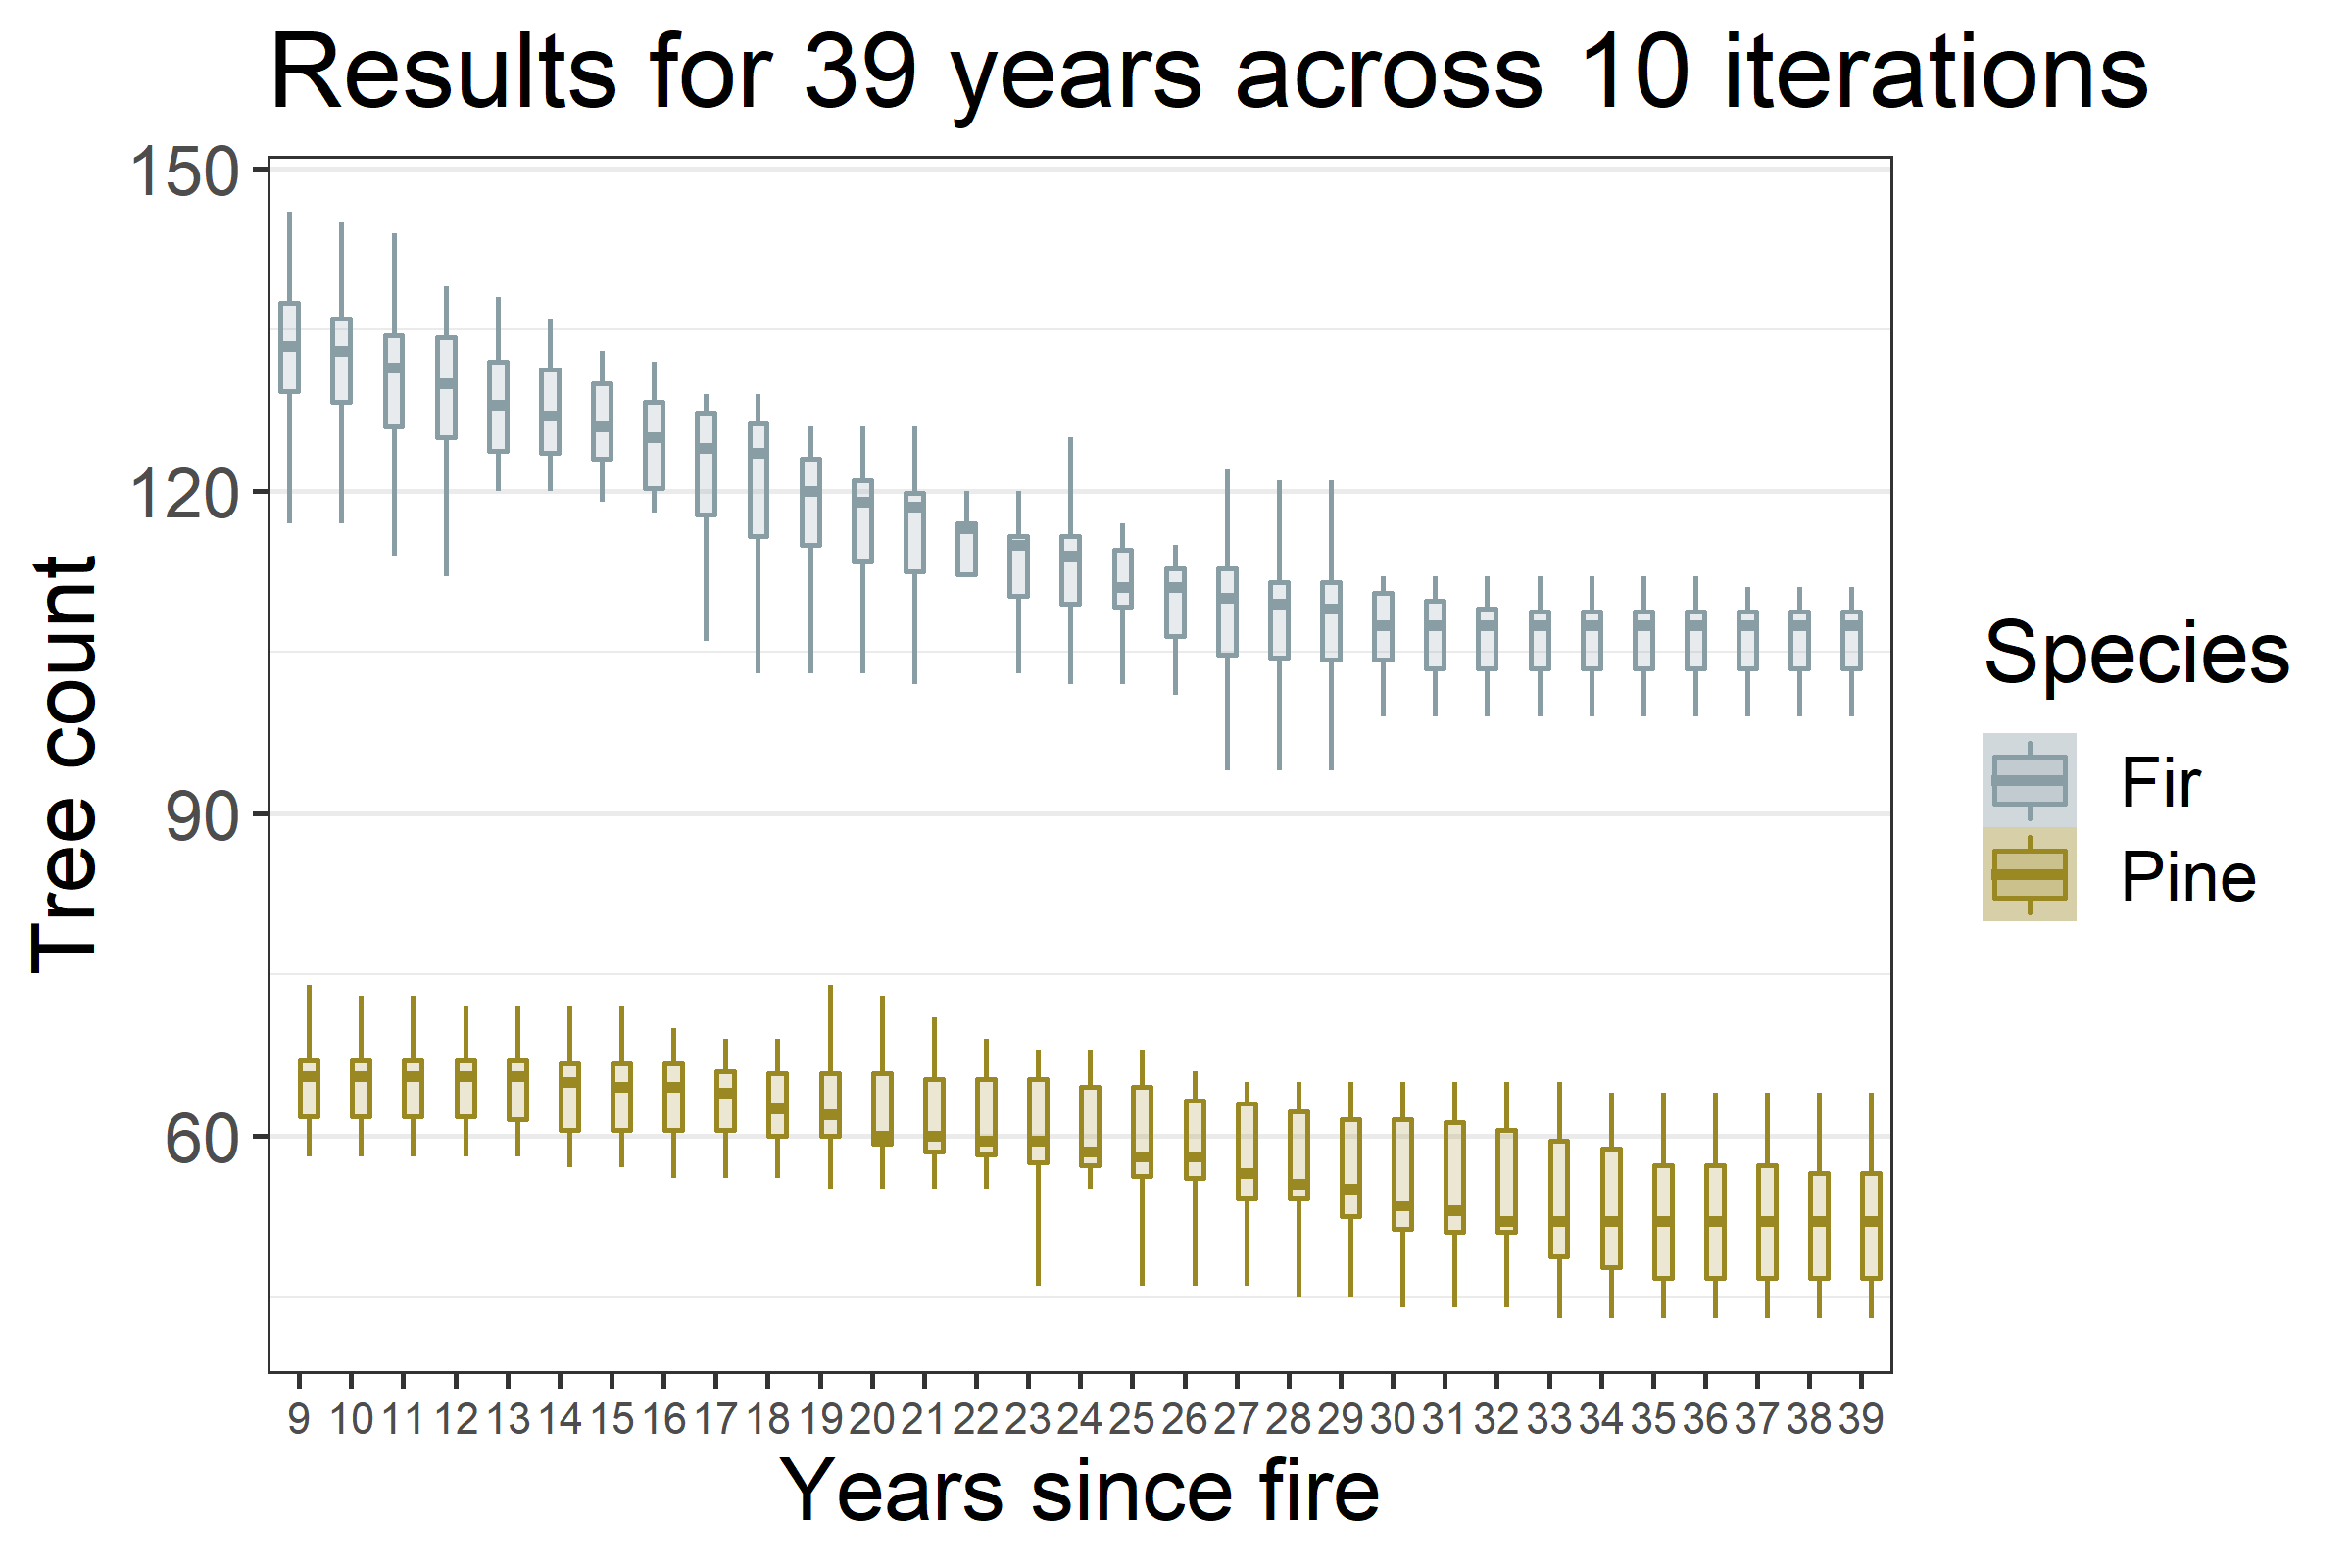 Results for 39 years across 10 iterations
150
120
90
60
Tree count
9 10 11 12 13 14 15 16 17 18 19 20 21 22 23 24 25 26 27 28 29 30 31 32 33 34 35 36 37 38 39
Years since fire
Species
Fir
Pine